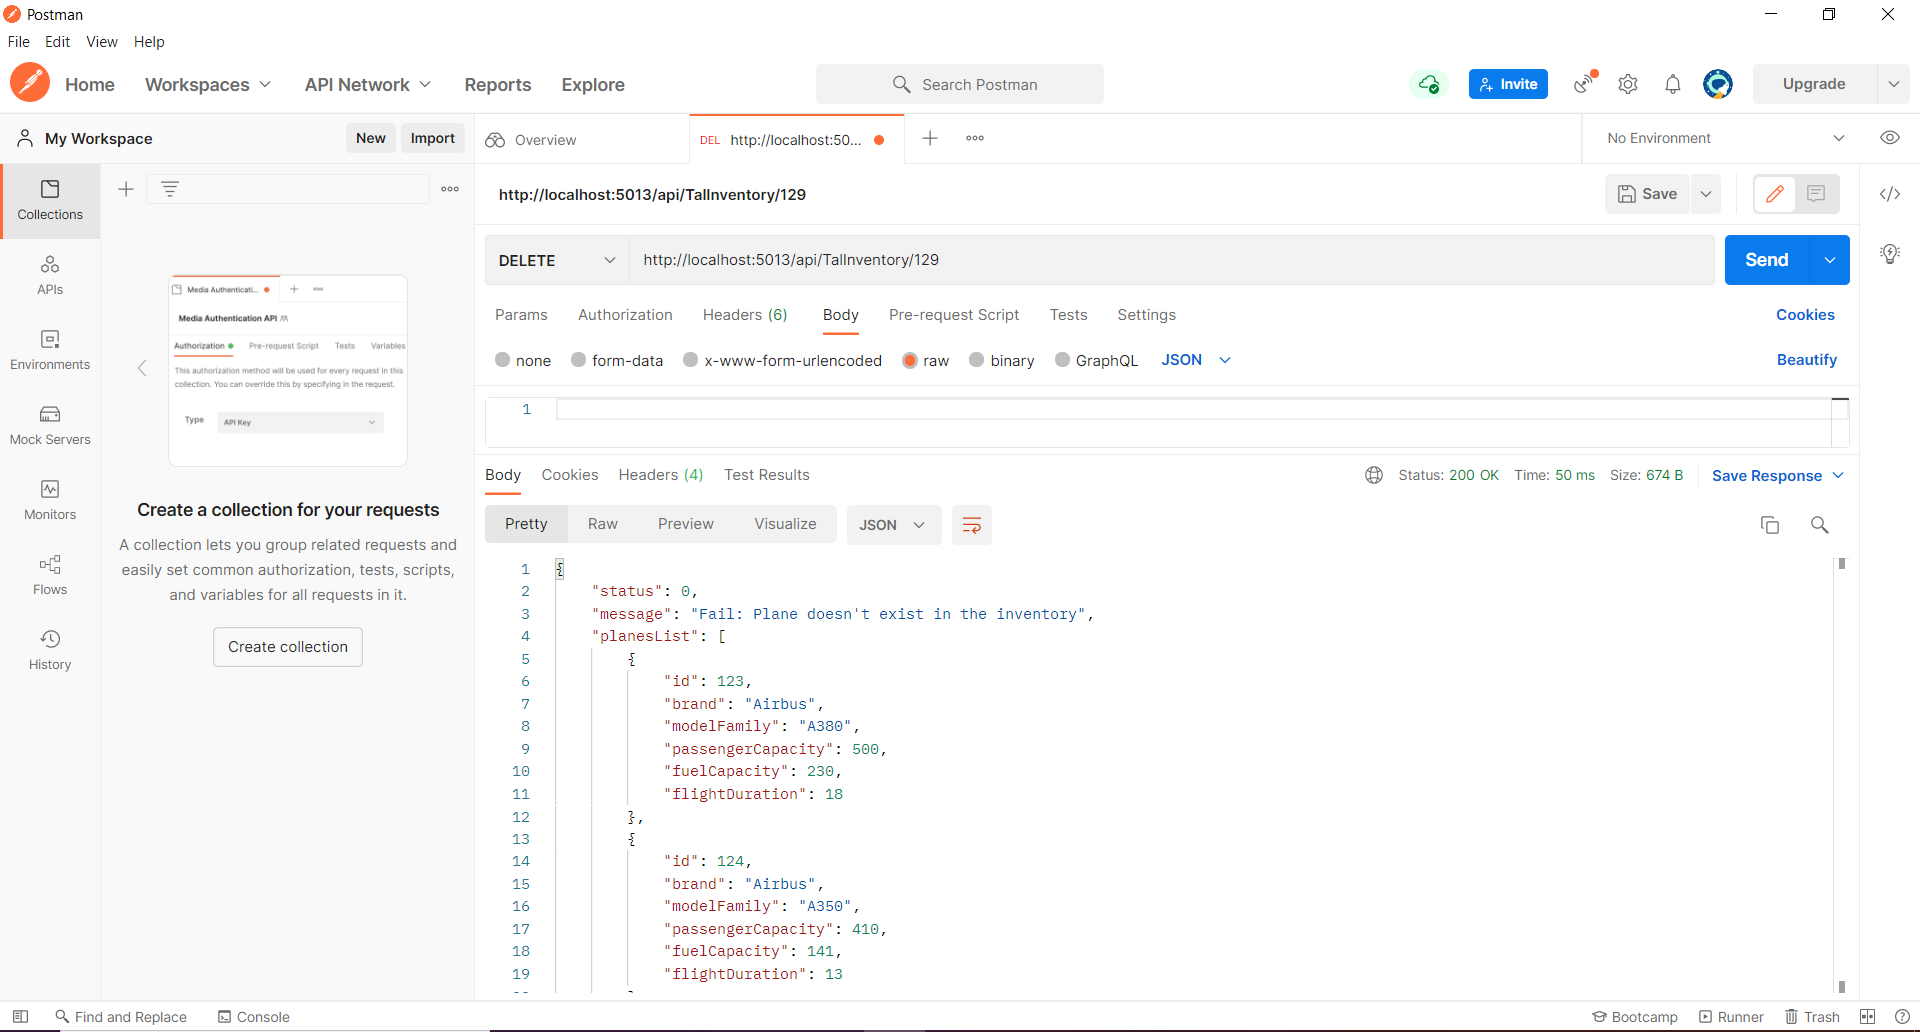 Postman
File Edit View Help
Home Workspaces API Network Reports Explore Search Postman Invite Upgrade
My Workspace New Import Overview DEL http://localhost:50... No Environment
Collections
APIs
Environments
Mock Servers
Monitors
Flows
History
Media Authenticati...
Media Authentication API
Authorization Pre-request Script Tests Variables
This authorization method will be used for every request in this
collection. You can override this by specifying in the request.
Type API Key
Create a collection for your requests
A collection lets you group related requests and
easily set common authorization, tests, scripts,
and variables for all requests in it.
Create collection
http://localhost:5013/api/TalInventory/129 Save
DELETE http://localhost:5013/api/TalInventory/129 Send
Params Authorization Headers (6) Body Pre-request Script Tests Settings Cookies
none form-data x-www-form-urlencoded raw binary GraphQL JSON Beautify
1
Body Cookies Headers (4) Test Results Status: 200 OK Time: 50 ms Size: 674 B Save Response
Pretty Raw Preview Visualize JSON
1 {
2 "status": 0,
3 "message": "Fail: Plane doesn't exist in the inventory",
4 "planesList": [
5 {
6 "id": 123,
7 "brand": "Airbus",
8 "modelFamily": "A380",
9 "passengerCapacity": 500,
10 "fuelCapacity": 230,
11 "flightDuration": 18
12 },
13 {
14 "id": 124,
15 "brand": "Airbus",
16 "modelFamily": "A350",
17 "passengerCapacity": 410,
18 "fuelCapacity": 141,
19 "flightDuration": 13
Find and Replace Console Bootcamp Runner Trash